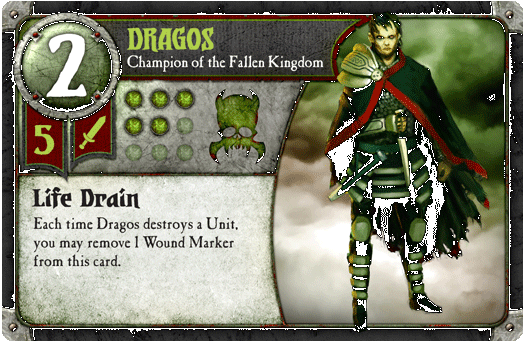 2
DRAGOS
Champion of the Fallen Kingdom
5
Life Drain
Each time Dragos destroys a Unit,
you may remove 1 Wound Marker
from this card.